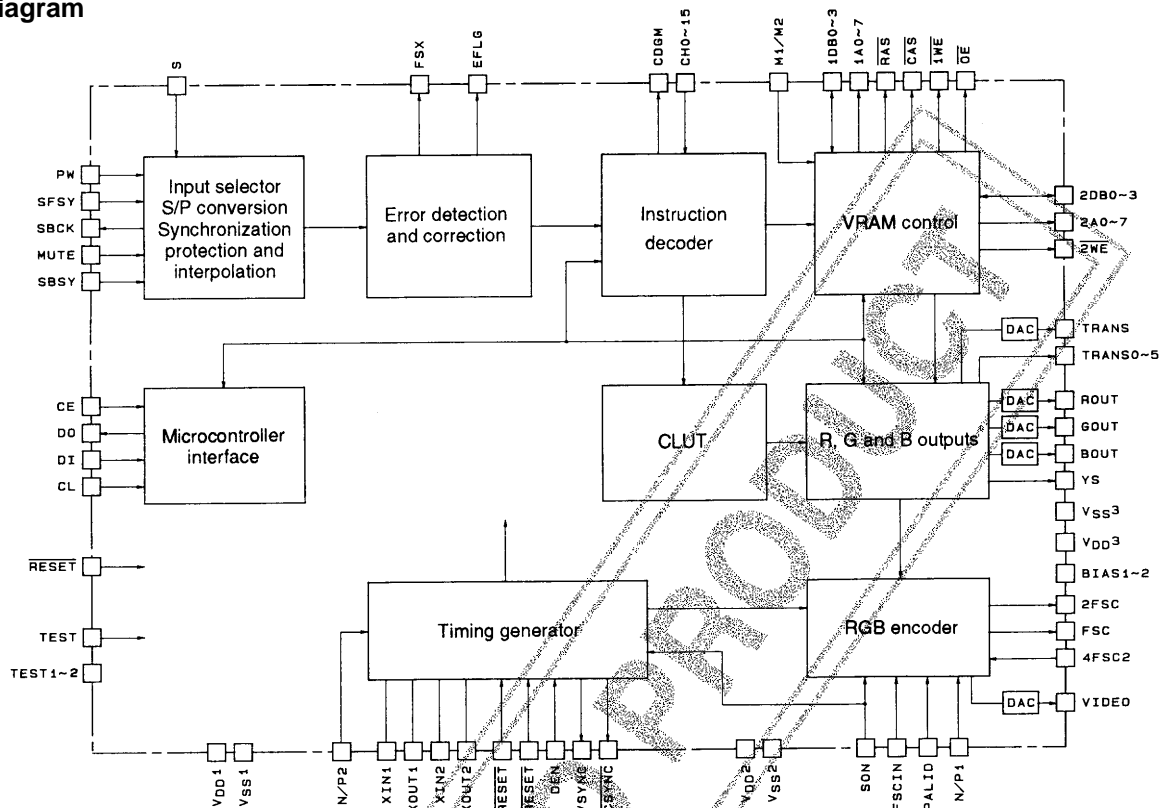 iagram
S
FSX
EFLG
CDGM
CH0~15
M1/M2
1DB0~3
1A0~7
RAS
CAS
1WE
OE
PW
SFSY
SBCK
MUTE
SBSY
Input selector
S/P conversion
Synchronization
protection and
interpolation
Error detection
and correction
Instruction
decoder
VRAM control
2DB0~3
2A0~7
2WE
DAC
TRANS
TRANS0~5
CE
DO
DI
CL
Microcontroller
interface
CLUT
R, G and B outputs
DAC
ROUT
DAC
GOUT
DAC
BOUT
YS
VSS3
VDD3
BIAS1~2
RESET
TEST
TEST1~2
Timing generator
RGB encoder
2FSC
FSC
4FSC2
DAC
VIDEO
VDD1
VSS1
N/P2
XIN1
XOUT1
XIN2
XOUT2
RESET
RESET
DEN
VSYNC
VDD2
VSS2
SON
FSCIN
PALID
N/P1
PRODUCT